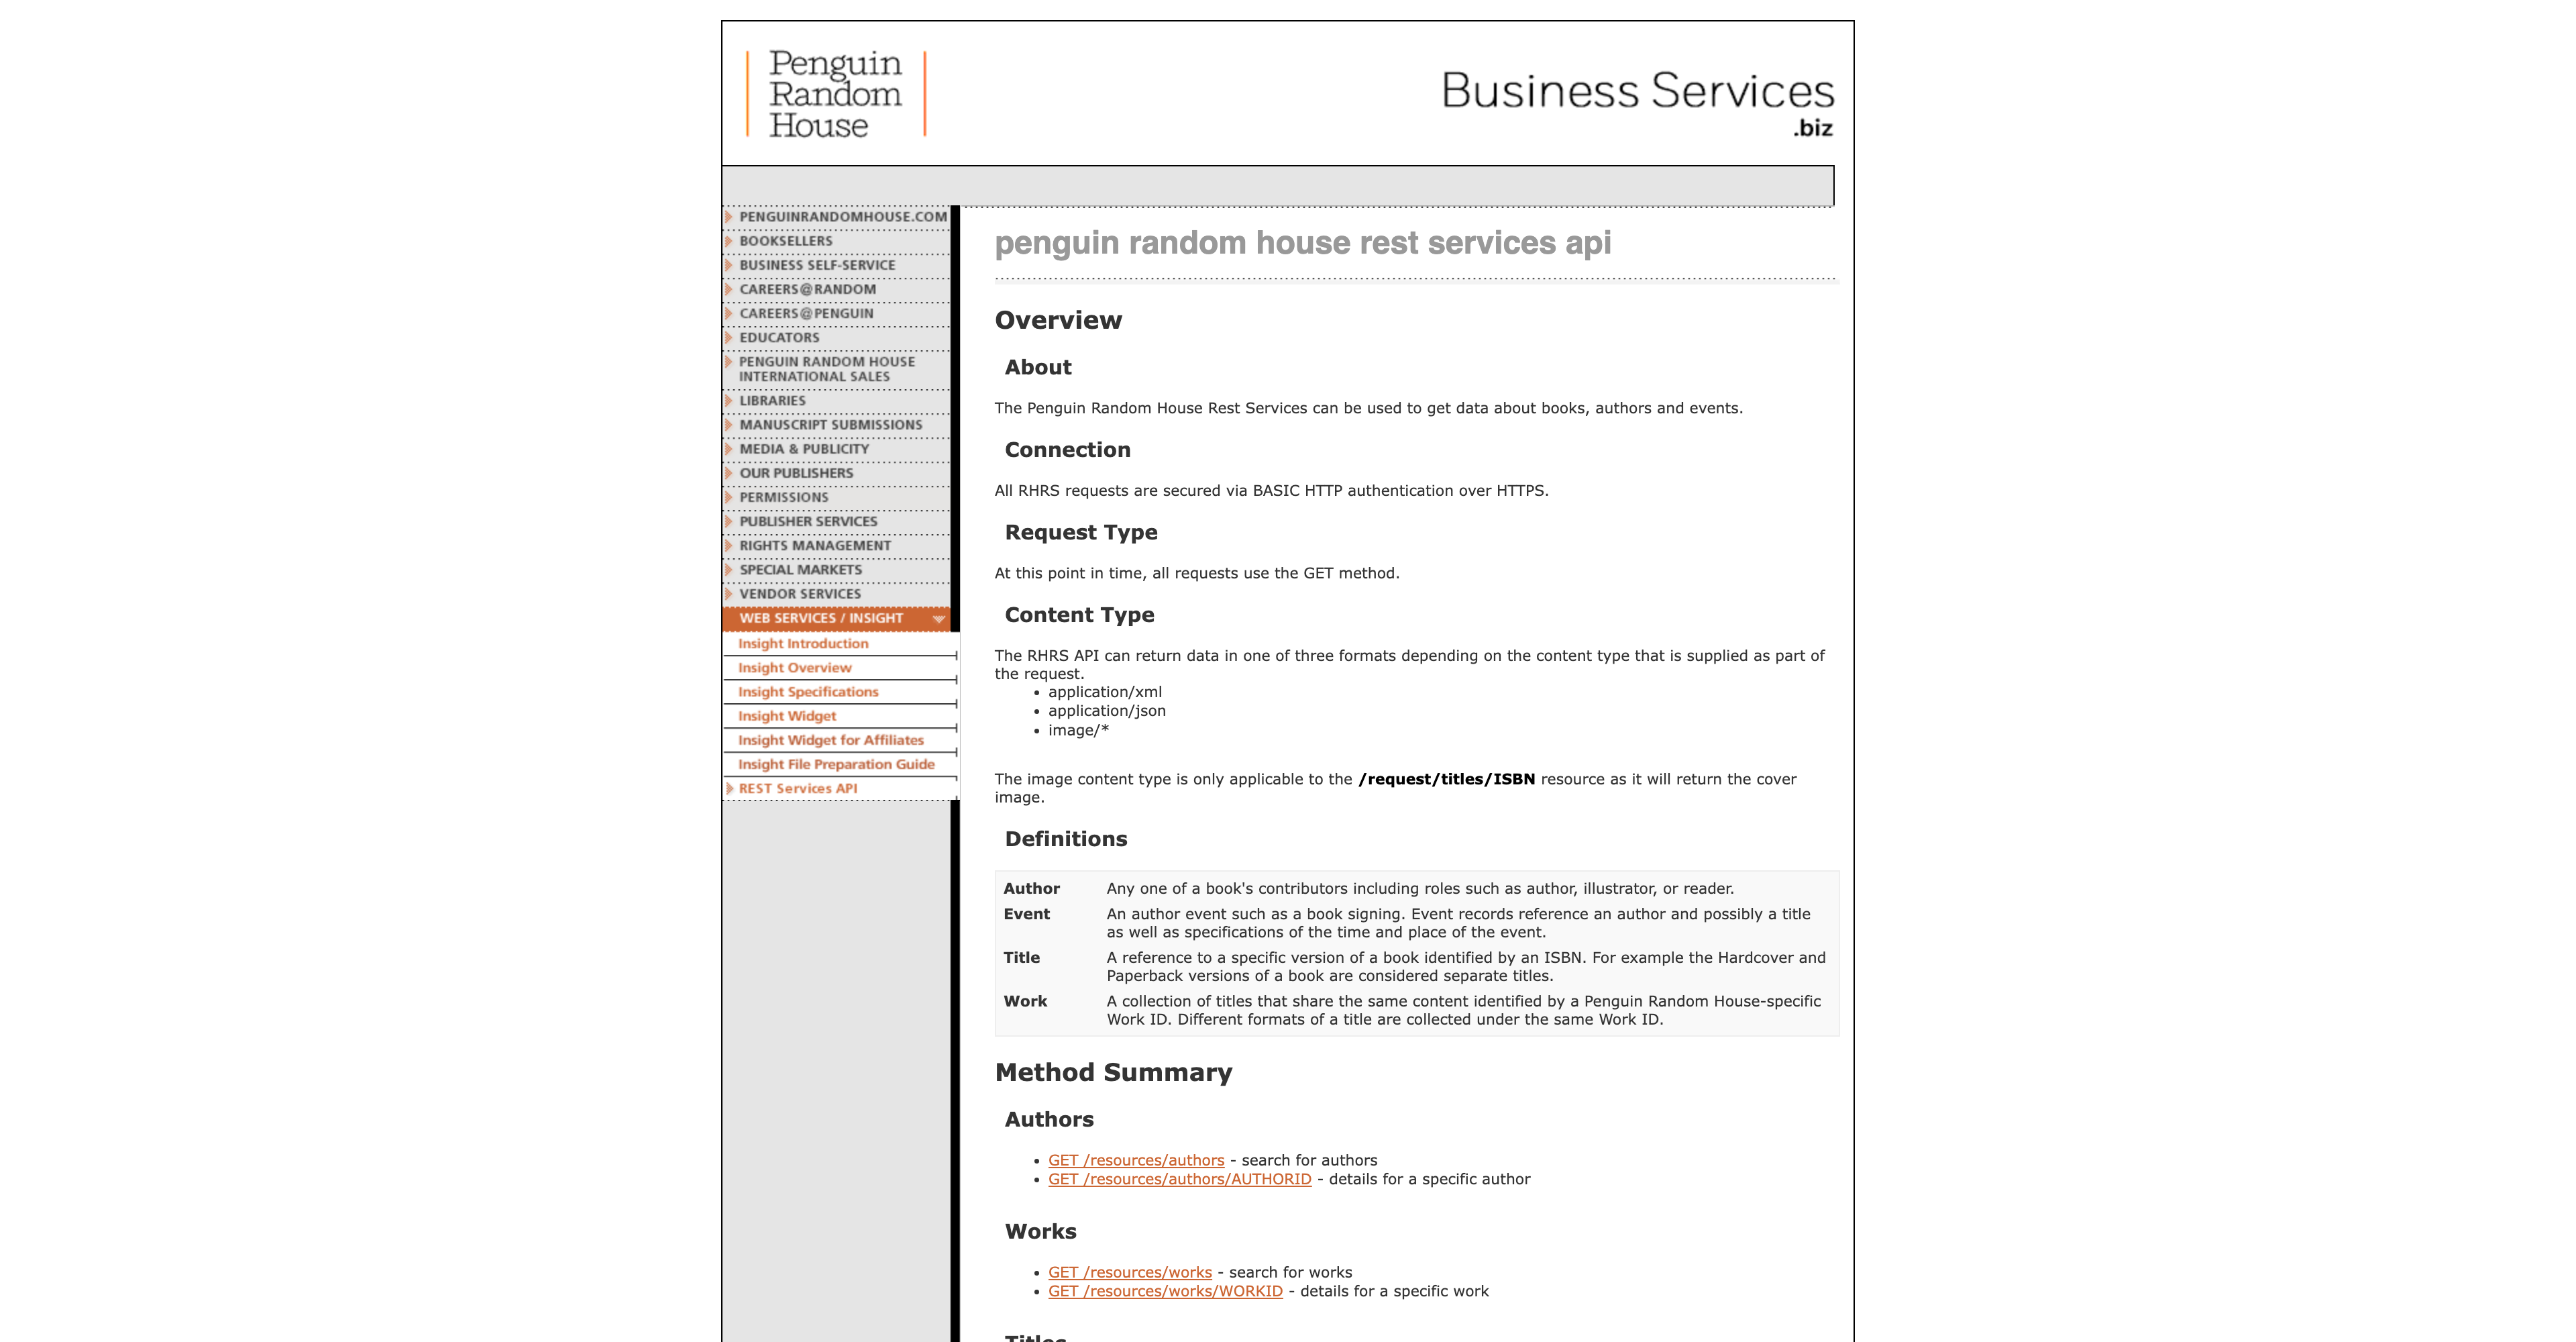 Penguin
Random
House
Business Services
.biz
PENGUINRANDOMHOUSE.COM
BOOKSELLERS
BUSINESS SELF-SERVICE
CAREERS@RANDOM
CAREERS@PENGUIN
EDUCATORS
PENGUIN RANDOM HOUSE
INTERNATIONAL SALES
LIBRARIES
MANUSCRIPT SUBMISSIONS
MEDIA & PUBLICITY
OUR PUBLISHERS
PERMISSIONS
PUBLISHER SERVICES
RIGHTS MANAGEMENT
SPECIAL MARKETS
VENDOR SERVICES
WEB SERVICES / INSIGHT
Insight Introduction
Insight Overview
Insight Specifications
Insight Widget
Insight Widget for Affiliates
Insight File Preparation Guide
REST Services API
penguin random house rest services api
Overview
About
The Penguin Random House Rest Services can be used to get data about books, authors and events.
Connection
All RHRS requests are secured via BASIC HTTP authentication over HTTPS.
Request Type
At this point in time, all requests use the GET method.
Content Type
The RHRS API can return data in one of three formats depending on the content type that is supplied as part of
the request.
• application/xml
• application/json
• image/*
The image content type is only applicable to the /request/titles/ISBN resource as it will return the cover
image.
Definitions
Author Any one of a book's contributors including roles such as author, illustrator, or reader.
Event An author event such as a book signing. Event records reference an author and possibly a title
as well as specifications of the time and place of the event.
Title A reference to a specific version of a book identified by an ISBN. For example the Hardcover and
Paperback versions of a book are considered separate titles.
Work A collection of titles that share the same content identified by a Penguin Random House-specific
Work ID. Different formats of a title are collected under the same Work ID.
Method Summary
Authors
• GET /resources/authors - search for authors
• GET /resources/authors/AUTHORID - details for a specific author
Works
• GET /resources/works - search for works
• GET /resources/works/WORKID - details for a specific work
Titles